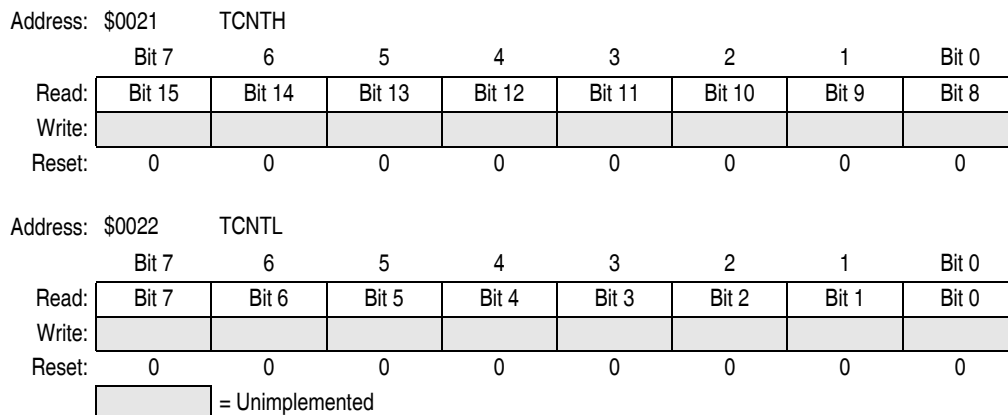 Address: $0021 TCNTH
Bit 7 6 5 4 3 2 1 Bit 0
Read: Bit 15 Bit 14 Bit 13 Bit 12 Bit 11 Bit 10 Bit 9 Bit 8
Write:
Reset: 0 0 0 0 0 0 0 0
Address: $0022 TCNTL
Bit 7 6 5 4 3 2 1 Bit 0
Read: Bit 7 Bit 6 Bit 5 Bit 4 Bit 3 Bit 2 Bit 1 Bit 0
Write:
Reset: 0 0 0 0 0 0 0 0
= Unimplemented